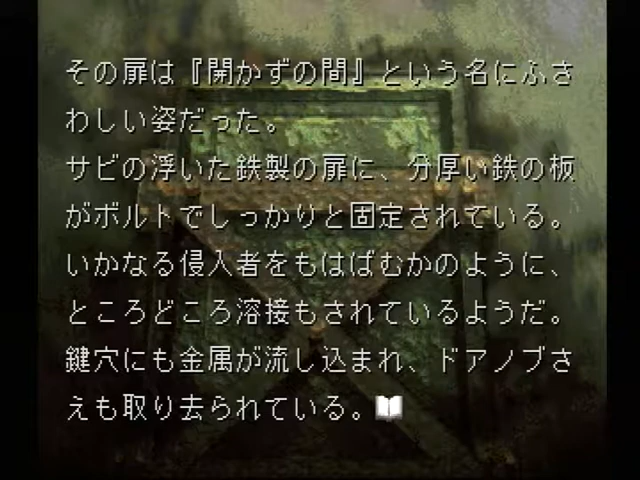 その扉は『開かずの間』という名にふさ
わしい姿だった。
サビの浮いた鉄製の扉に、分厚い鉄の板
がボルトでしっかりと固定されている。
いかなる侵入者をもはばむかのように、
ところどころ溶接もされているようだ。
鍵穴にも金属が流し込まれ、ドアノブさ
えも取り去られている。